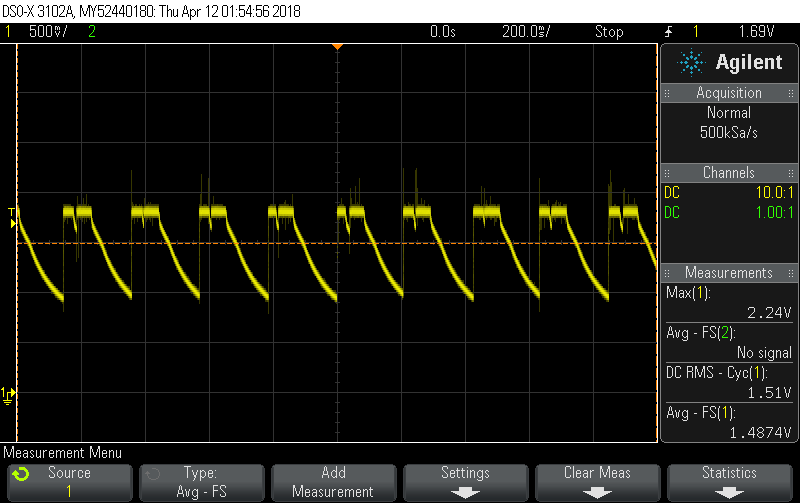 DSO-X 3102A, MY52440180: Thu Apr 12 01:54:56 2018
1 500mV/ 2 0.0s 200.0ms/ Stop 1 1.69V
Agilent
Acquisition
Normal
500kSa/s
Channels
DC 10.0:1
DC 1.00:1
Measurements
Max(1):
2.24V
Avg - FS(2):
No signal
DC RMS - Cyc(1):
1.51V
Avg - FS(1):
1.4874V
T
1
Measurement Menu
Source
1
Type:
Avg - FS
Add
Measurement
Settings
Clear Meas
Statistics